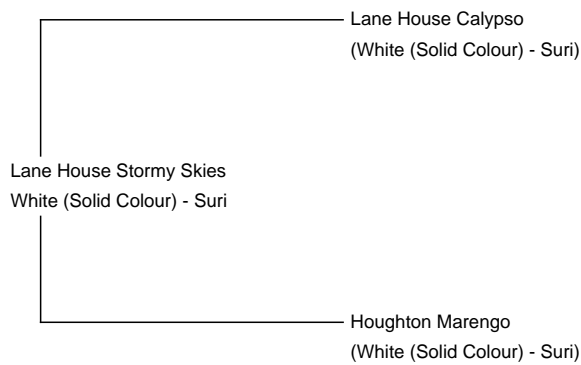 Lane House Calypso
(White (Solid Colour) - Suri)
Lane House Stormy Skies
White (Solid Colour) - Suri
Houghton Marengo
(White (Solid Colour) - Suri)